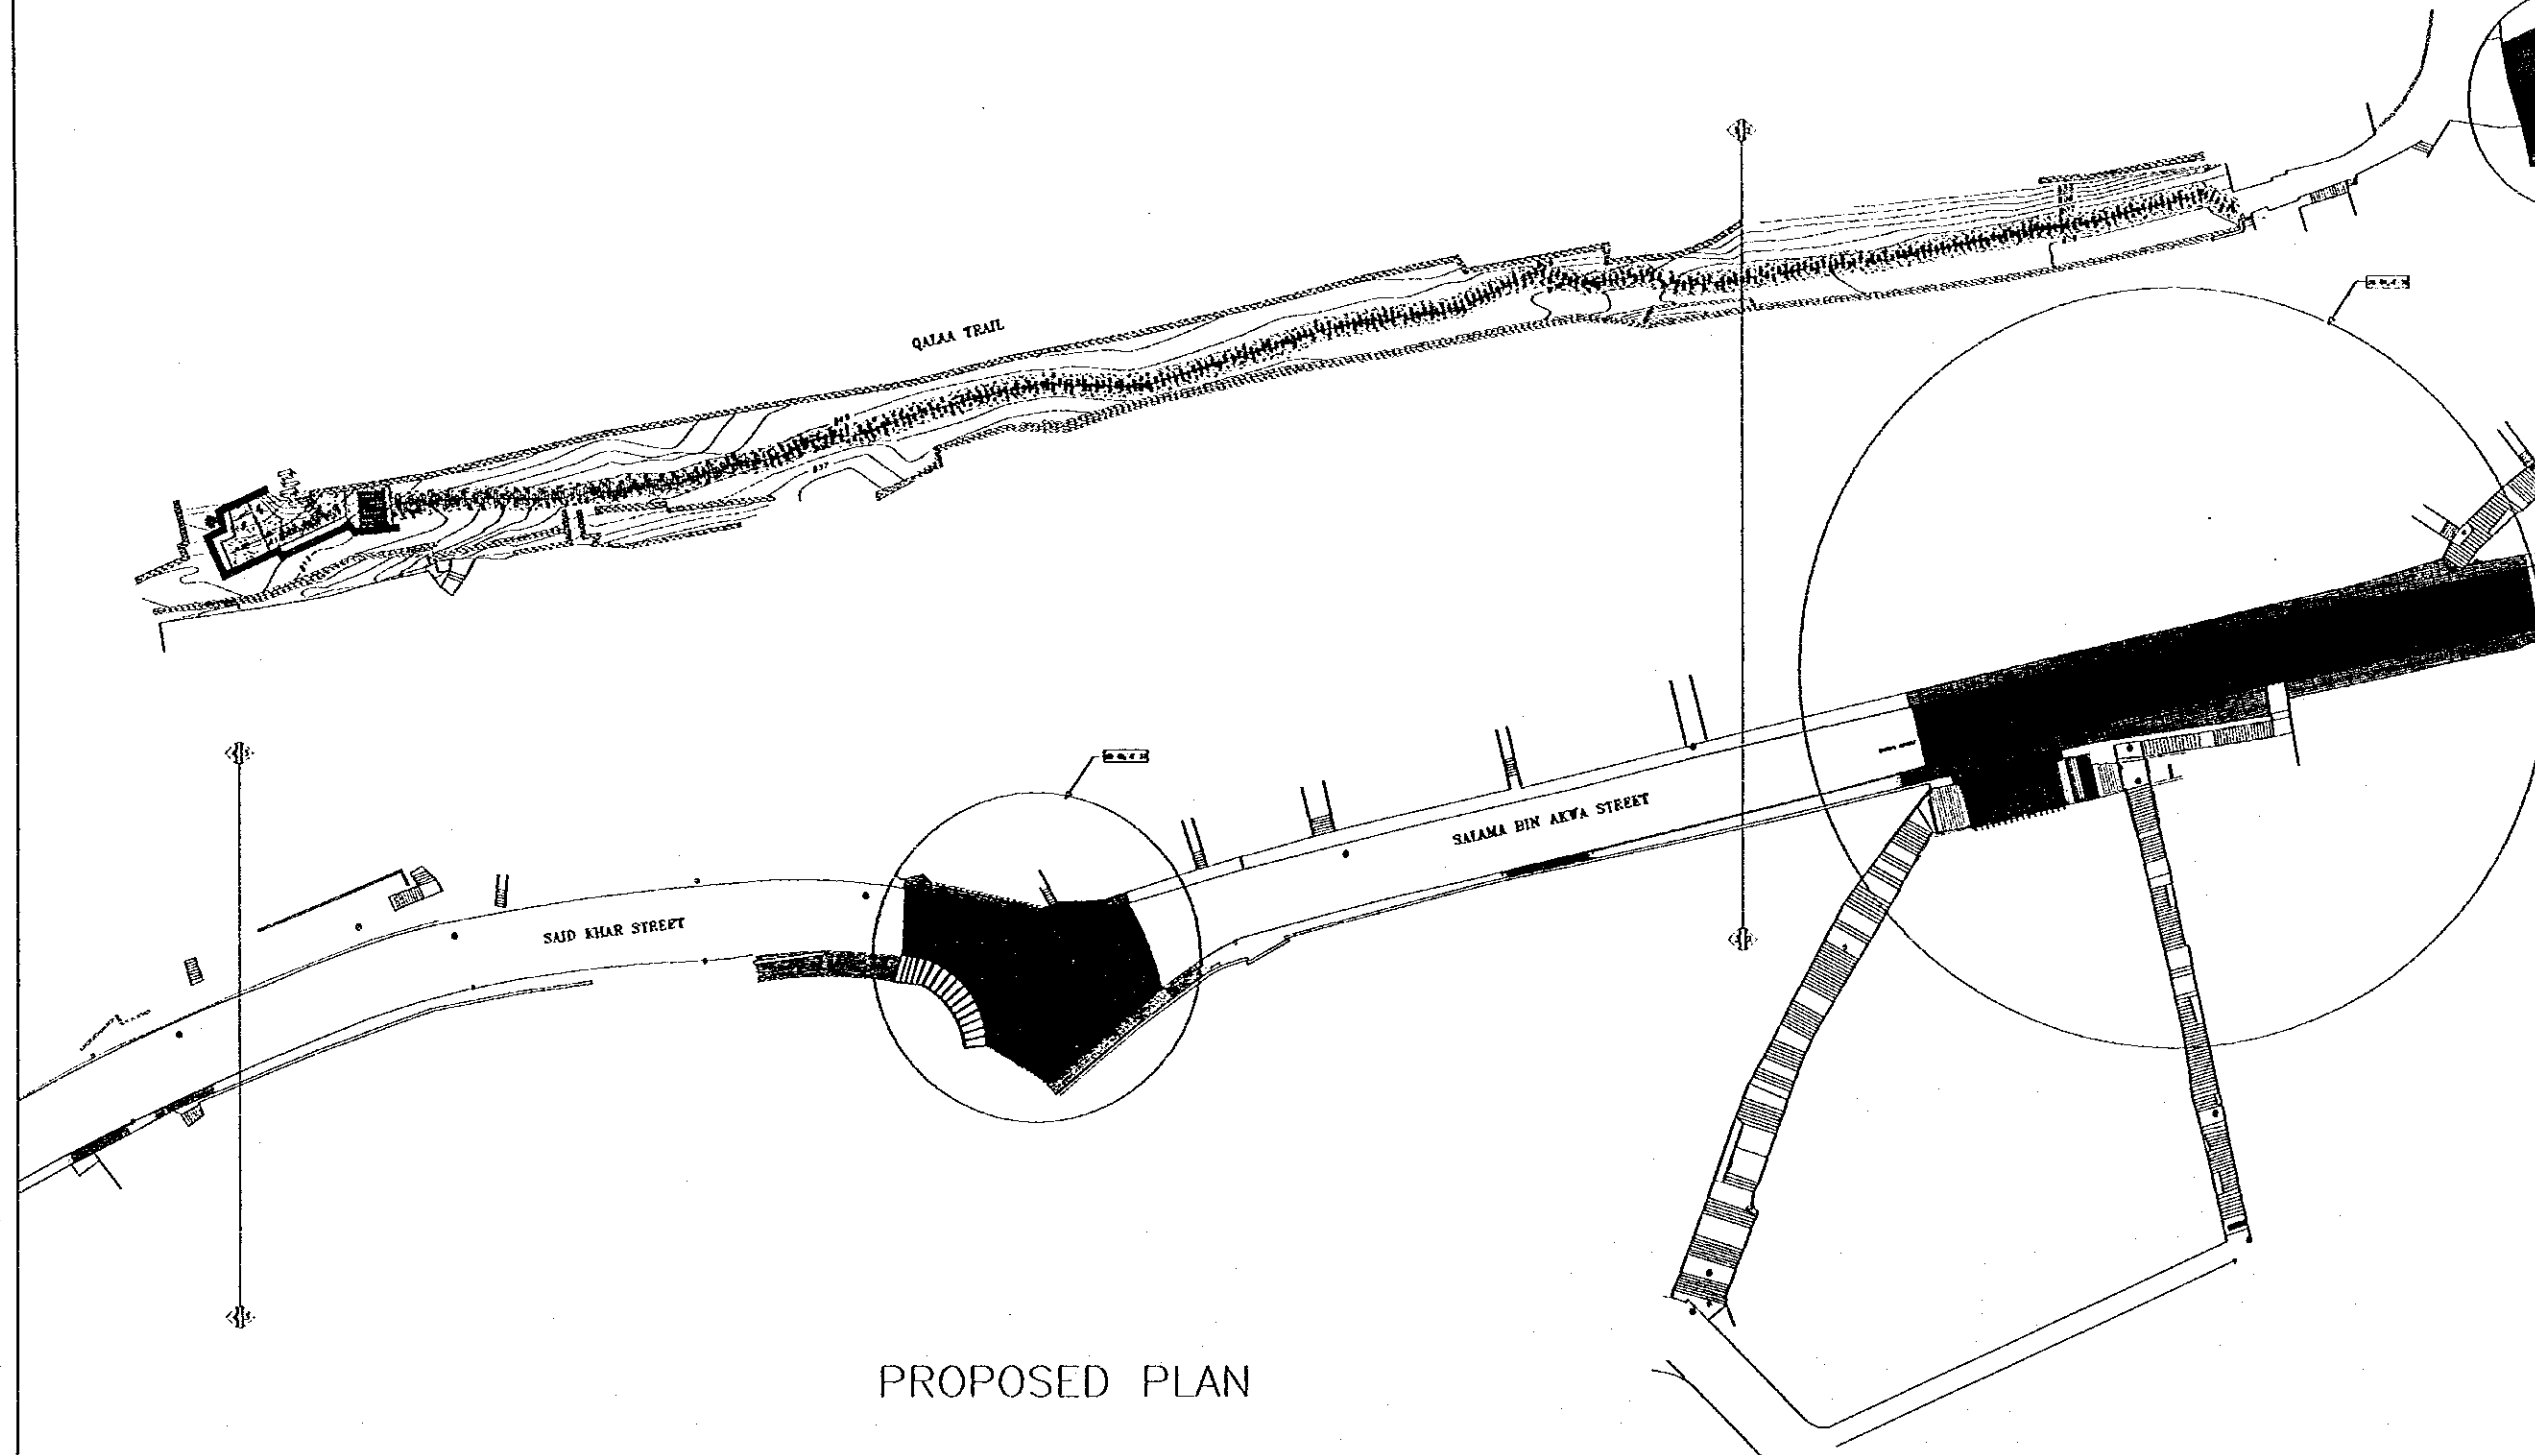 QALAA TRAIL
SALAMA BIN AKWA STREET
SAID KHAR STREET
PROPOSED PLAN